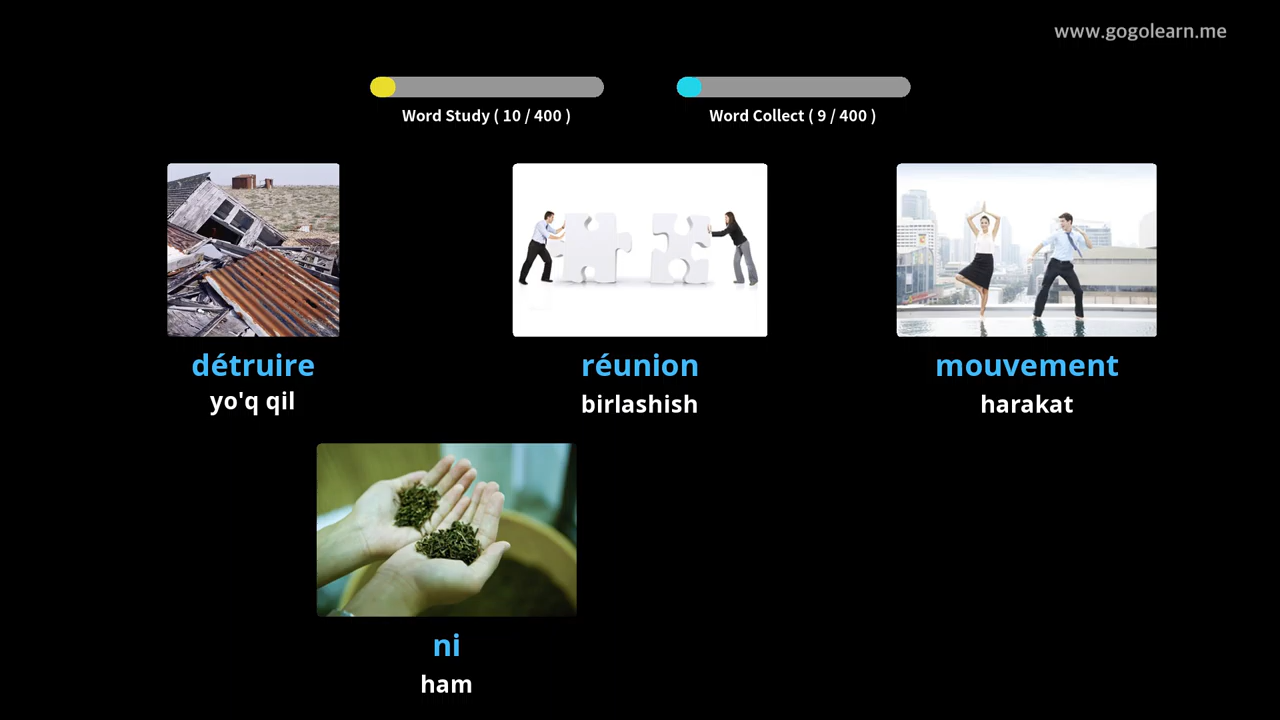 www.gogolearn.me
Word Study ( 10 / 400 )
Word Collect ( 9 / 400 )
détruire
yo'q qil
réunion
birlashish
mouvement
harakat
ni
ham